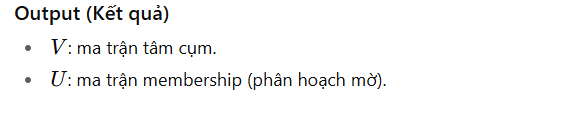 Output (Kết quả)
• V: ma trận tâm cụm.
• U: ma trận membership (phân hoạch mờ).